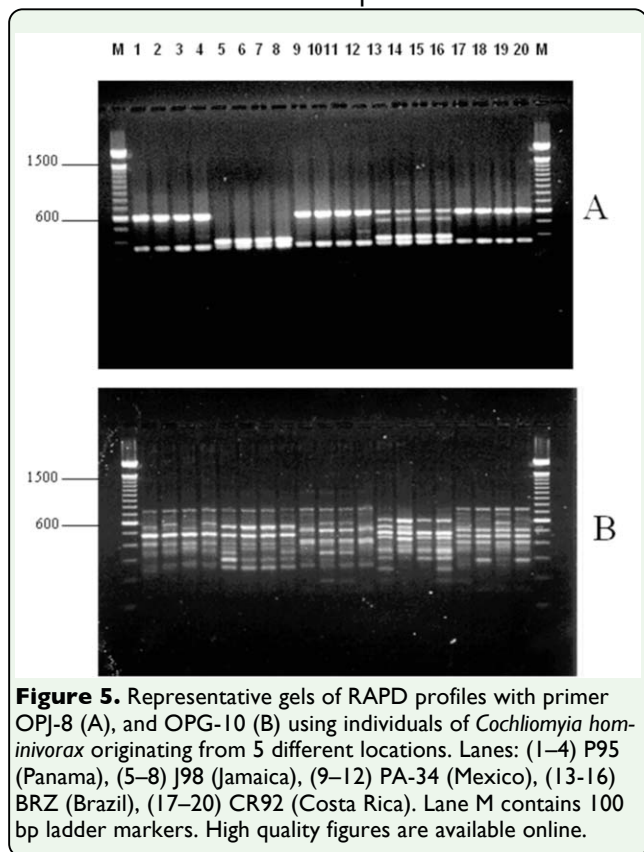 M 1 2 3 4 5 6 7 8 9 10 11 12 13 14 15 16 17 18 19 20 M
1500
600
A
1500
600
B
Figure 5. Representative gels of RAPD profiles with primer
OPJ-8 (A), and OPG-10 (B) using individuals of Cochliomyia hom-
inivorax originating from 5 different locations. Lanes: (1–4) P95
(Panama), (5–8) J98 (Jamaica), (9–12) PA-34 (Mexico), (13-16)
BRZ (Brazil), (17–20) CR92 (Costa Rica). Lane M contains 100
bp ladder markers. High quality figures are available online.